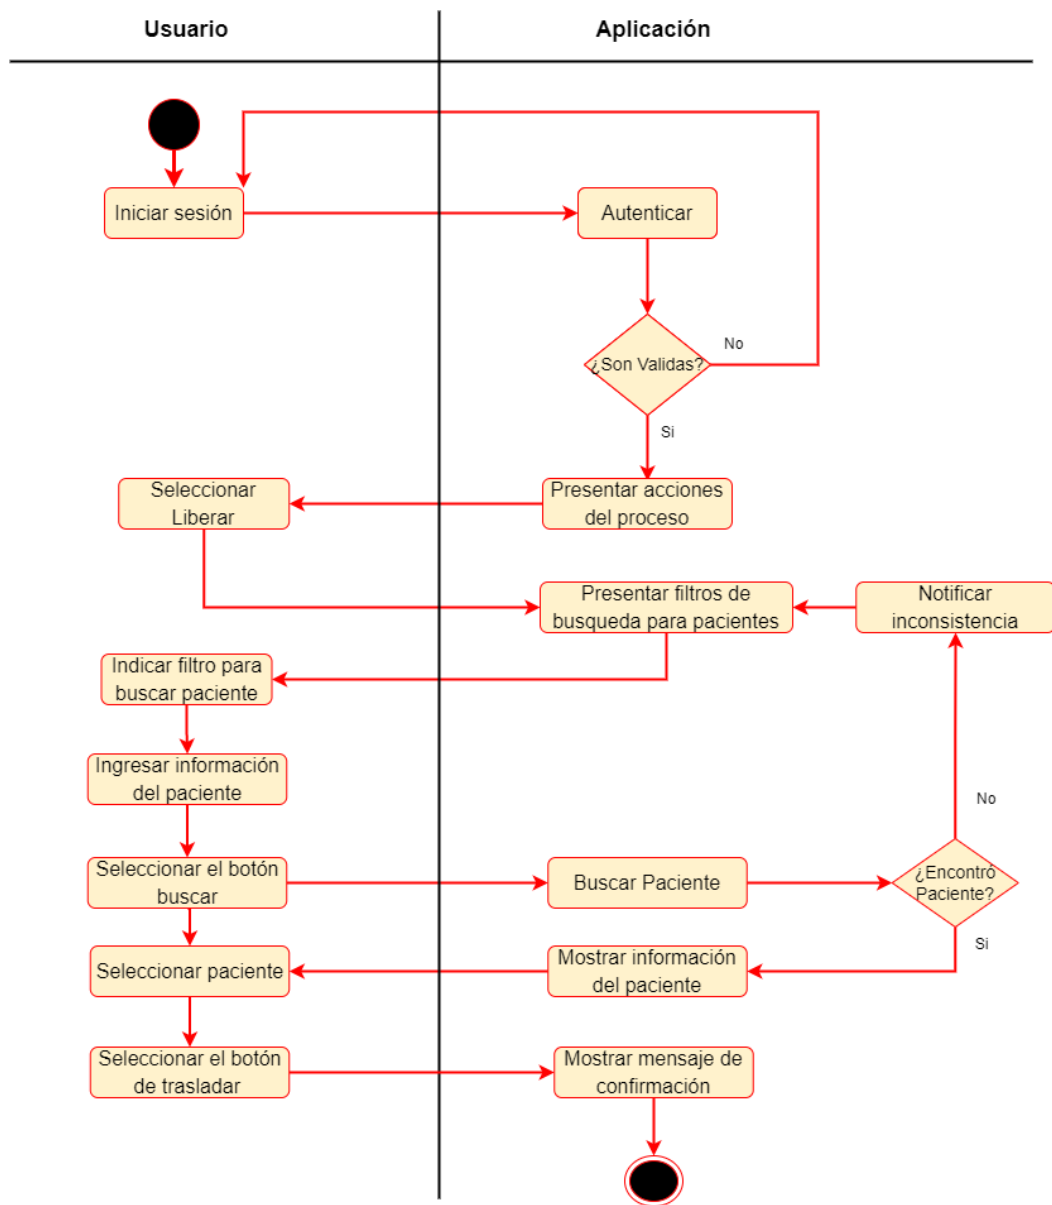 Usuario
Aplicación
Iniciar sesión
Autenticar
¿Son Validas?
No
Si
Presentar acciones
del proceso
Seleccionar
Liberar
Presentar filtros de
busqueda para pacientes
Notificar
inconsistencia
Indicar filtro para
buscar paciente
Ingresar información
del paciente
No
Seleccionar el botón
buscar
Buscar Paciente
¿Encontró
Paciente?
Si
Seleccionar paciente
Mostrar información
del paciente
Seleccionar el botón
de trasladar
Mostrar mensaje de
confirmación